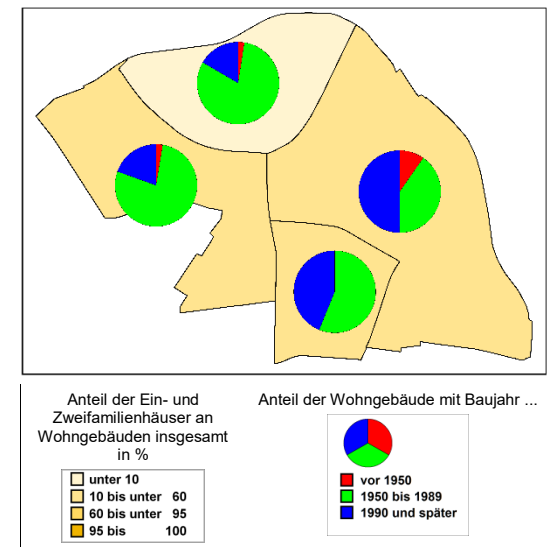 Anteil der Ein- und
Zweifamilienhäuser an
Wohngebäuden insgesamt
in %
unter 10
10 bis unter 60
60 bis unter 95
95 bis 100
Anteil der Wohngebäude mit Baujahr ...
vor 1950
1950 bis 1989
1990 und später